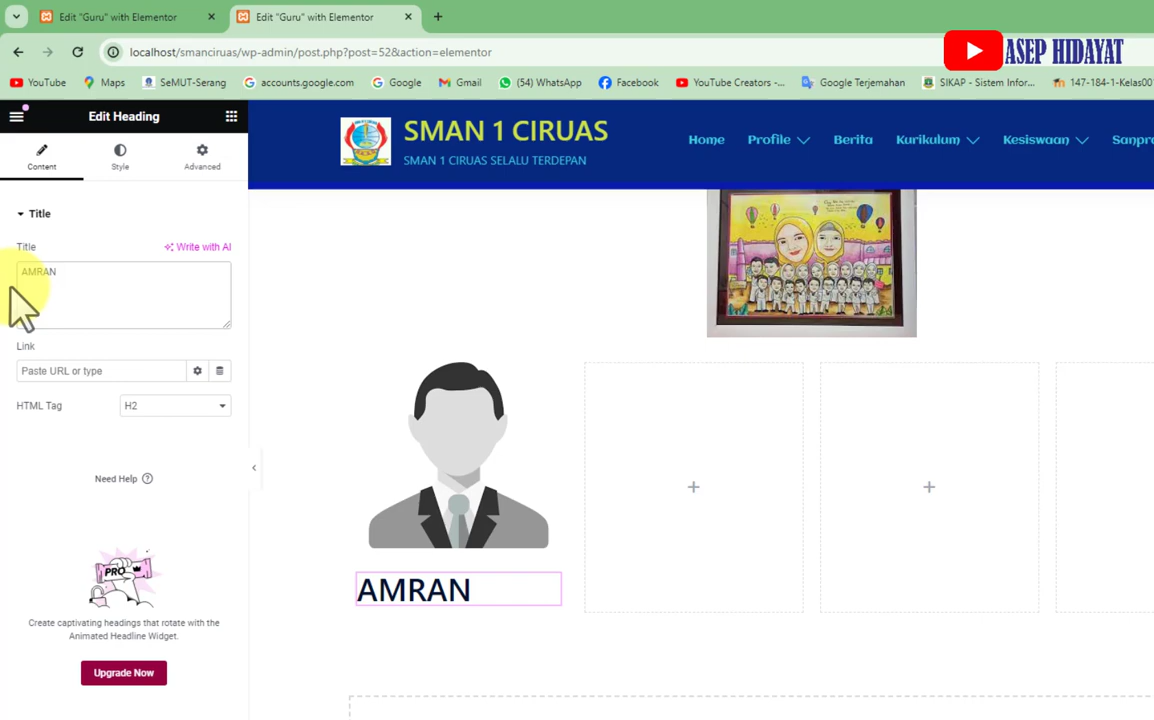 Edit "Guru" with Elementor
Edit "Guru" with Elementor
localhost/smanciruas/wp-admin/post.php?post=52&action=elementor
ASEP HIDAYAT
YouTube
Maps
SeMUT-Serang
accounts.google.com
Google
Gmail
(54) WhatsApp
Facebook
YouTube Creators -...
Google Terjemahan
SIKAP - Sistem Infor...
147-184-1-Kelas00
Edit Heading
Content
Style
Advanced
Title
Title
Write with AI
AMRAN
Link
Paste URL or type
HTML Tag
H2
Need Help
PRO
Create captivating headings that rotate with the
Animated Headline Widget.
Upgrade Now
SMAN 1 CIRUAS
SMAN 1 CIRUAS SELALU TERDEPAN
Home
Profile
Berita
Kurikulum
Kesiswaan
Sanpro
AMRAN